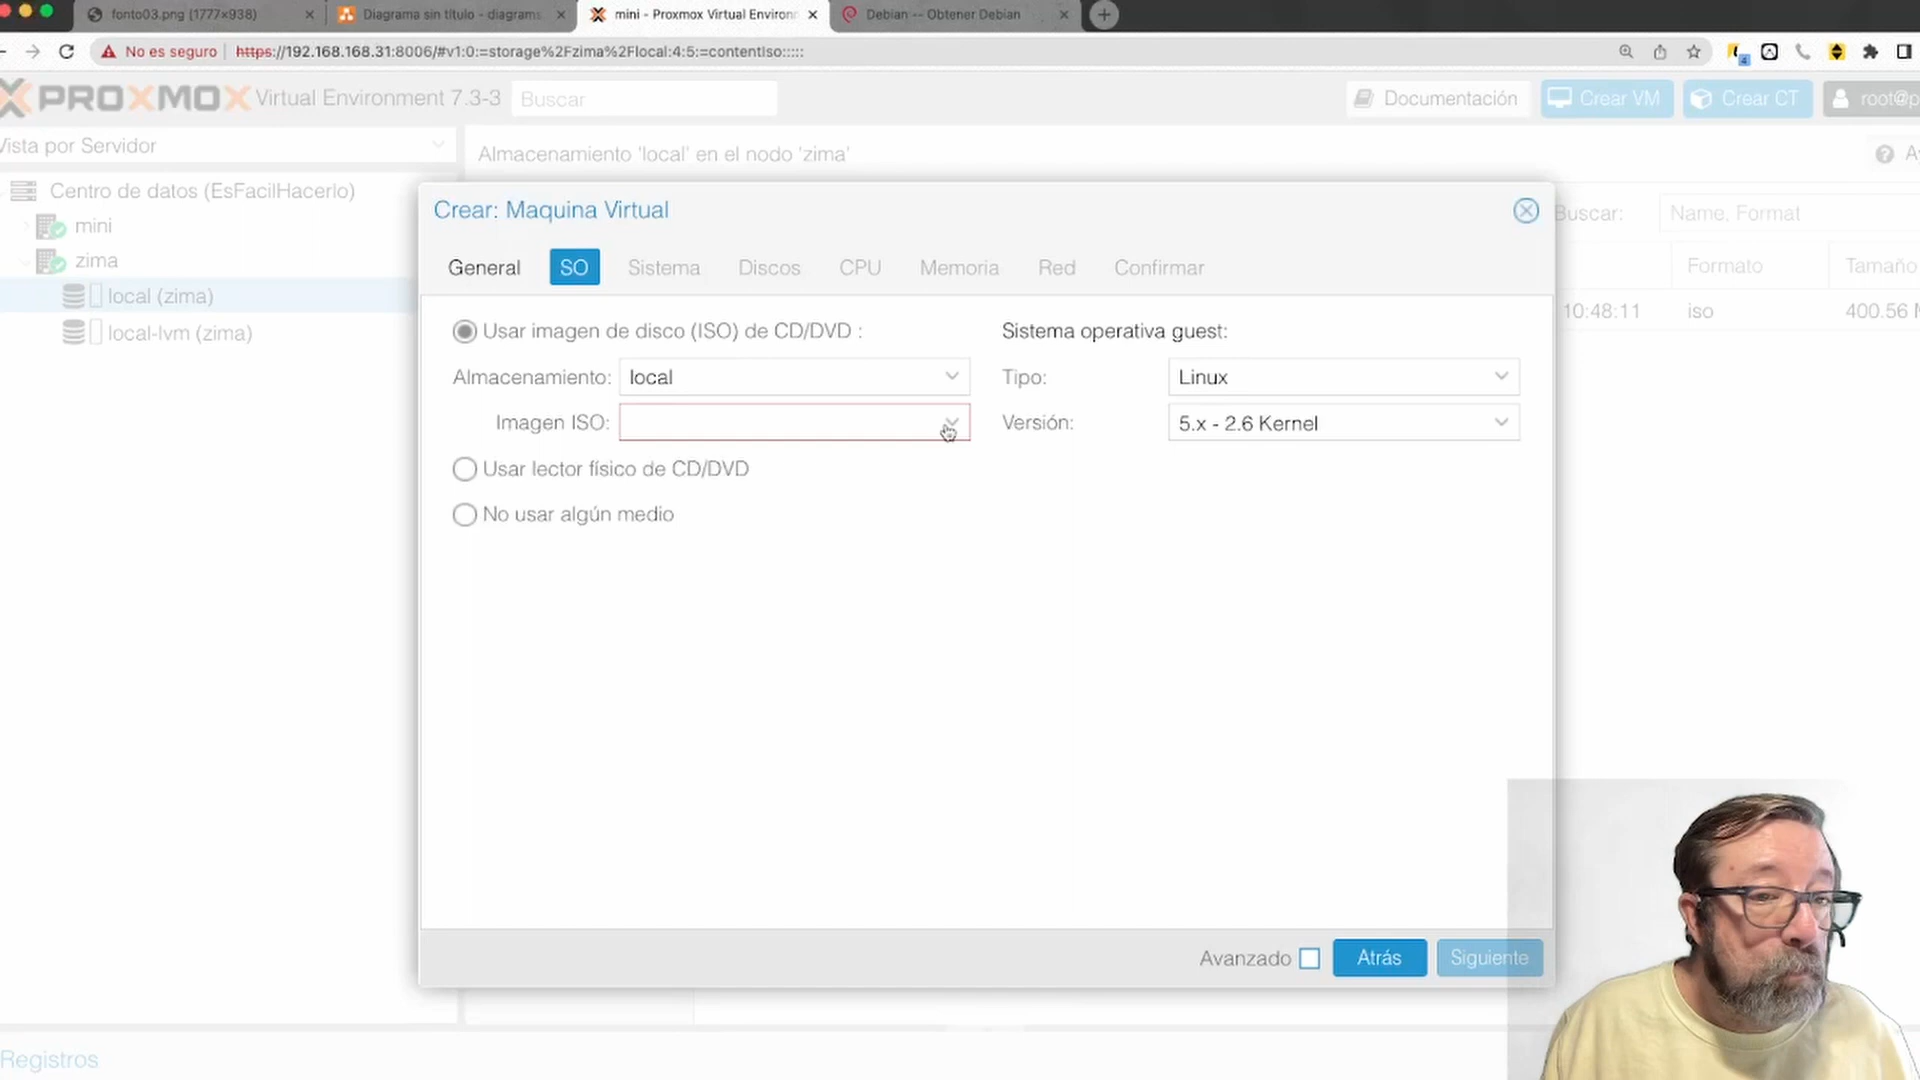 fonto03.png (1777×938)
Diagrama sin título - diagrams
mini - Proxmox Virtual Environ
Debian -- Obtener Debian
No es seguro
https://192.168.168.31:8006/#v1:0:=storage%2Fzima%2Flocal:4:5:=contentIso:::::
4
PROXMOX Virtual Environment 7.3-3
Buscar
Documentación
Crear VM
Crear CT
root@p
Vista por Servidor
Almacenamiento 'local' en el nodo 'zima'
Centro de datos (EsFacilHacerlo)
mini
zima
local (zima)
local-lvm (zima)
Buscar:
Name, Format
Formato
Tamaño
10:48:11
iso
400.56 M
Crear: Maquina Virtual
General
SO
Sistema
Discos
CPU
Memoria
Red
Confirmar
Usar imagen de disco (ISO) de CD/DVD :
Almacenamiento:
local
Imagen ISO:
Usar lector físico de CD/DVD
No usar algún medio
Sistema operativa guest:
Tipo:
Linux
Versión:
5.x - 2.6 Kernel
Avanzado
Atrás
Siguiente
Registros